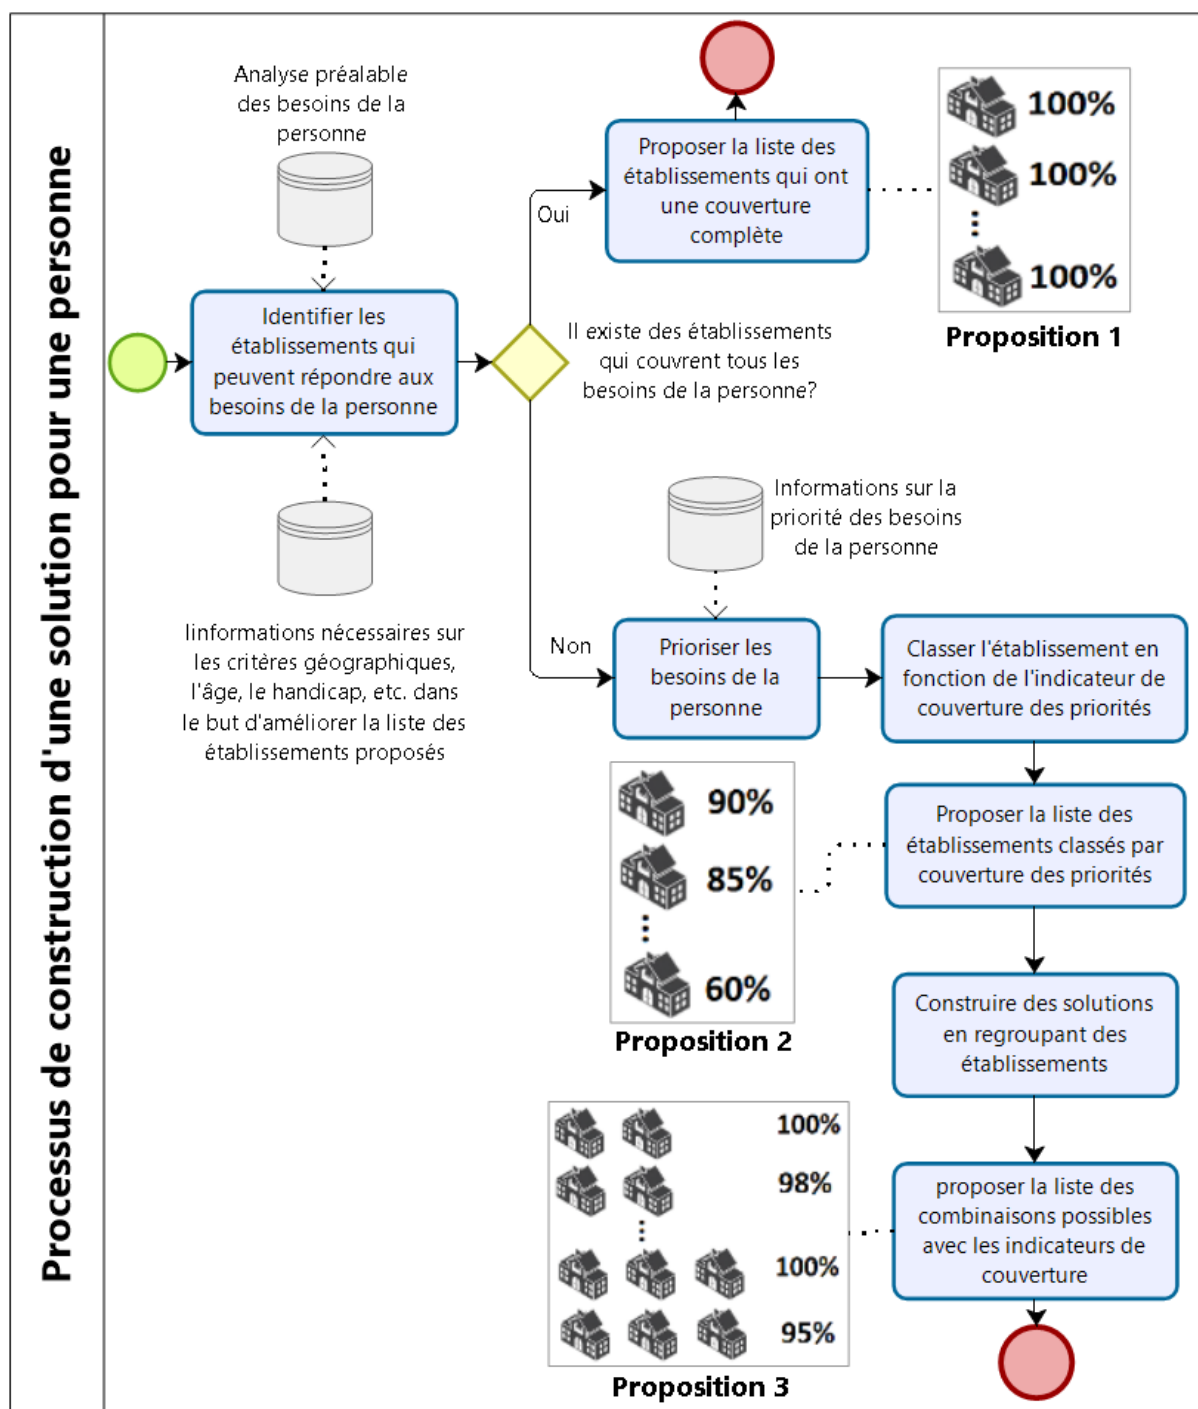 Processus de construction d'une solution pour une personne
Analyse préalable
des besoins de la
personne
Identifier les
établissements qui
peuvent répondre aux
besoins de la personne
Iinformations nécessaires sur
les critères géographiques,
l'âge, le handicap, etc. dans
le but d'améliorer la liste des
établissements proposés
Il existe des établissements
qui couvrent tous les
besoins de la personne?
Oui
Proposer la liste des
établissements qui ont
une couverture
complète
100%
100%
100%
Proposition 1
Non
Informations sur la
priorité des besoins
de la personne
Prioriser les
besoins de la
personne
Classer l'établissement en
fonction de l'indicateur de
couverture des priorités
Proposer la liste des
établissements classés par
couverture des priorités
90%
85%
60%
Proposition 2
Construire des solutions
en regroupant des
établissements
proposer la liste des
combinaisons possibles
avec les indicateurs de
couverture
100%
98%
100%
95%
Proposition 3